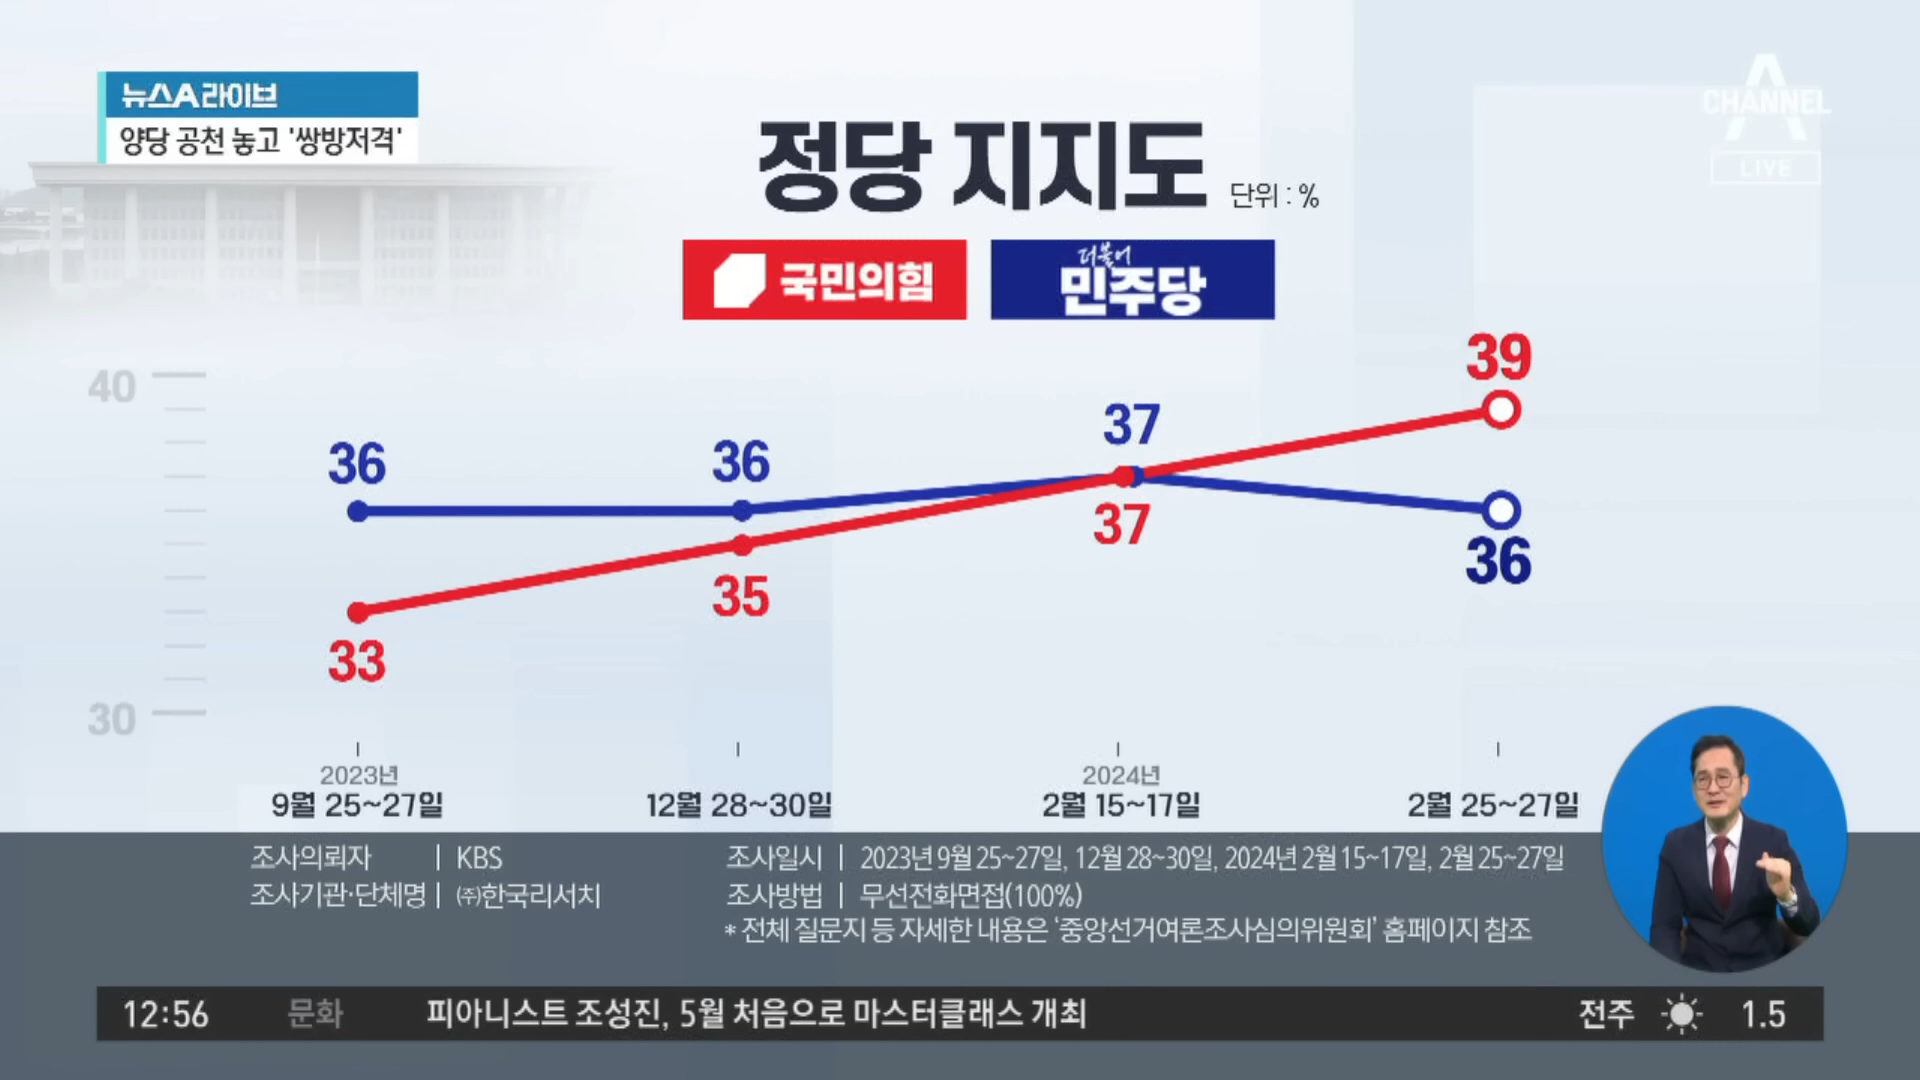 뉴스A라이브
양당 공천 놓고 '쌍방저격'
CHANNEL A
LIVE
정당 지지도 단위 : %
국민의힘
더불어
민주당
40
30
36
36
37
36
33
35
37
39
2023년
9월 25~27일
12월 28~30일
2024년
2월 15~17일
2월 25~27일
조사의뢰자 | KBS
조사기관·단체명 | ㈜한국리서치
조사일시 | 2023년 9월 25~27일, 12월 28~30일, 2024년 2월 15~17일, 2월 25~27일
조사방법 | 무선전화면접(100%)
* 전체 질문지 등 자세한 내용은 '중앙선거여론조사심의위원회' 홈페이지 참조
12:56 문화 피아니스트 조성진, 5월 처음으로 마스터클래스 개최 전주 1.5